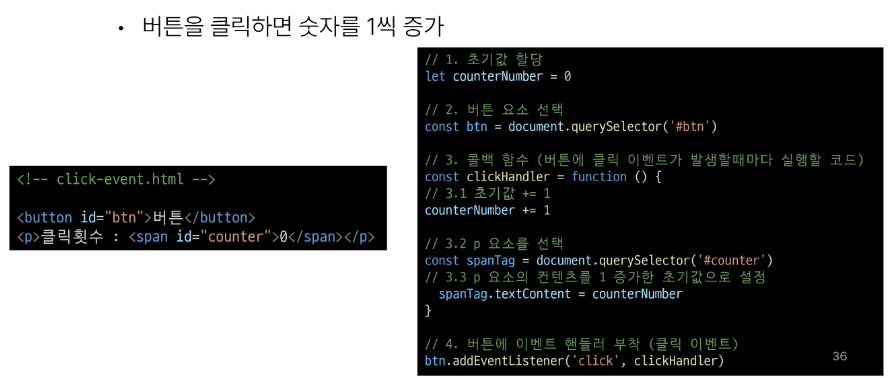 • 버튼을 클릭하면 숫자를 1씩 증가
<!-- click-event.html -->
<button id="btn">버튼</button>
<p>클릭횟수 : <span id="counter">0</span></p>
// 1. 초기값 할당
let counterNumber = 0
// 2. 버튼 요소 선택
const btn = document.querySelector('#btn')
// 3. 콜백 함수 (버튼에 클릭 이벤트가 발생할때마다 실행할 코드)
const clickHandler = function () {
// 3.1 초기값 += 1
counterNumber += 1
// 3.2 p 요소를 선택
const spanTag = document.querySelector('#counter')
// 3.3 p 요소의 컨텐츠를 1 증가한 초기값으로 설정
spanTag.textContent = counterNumber
}
// 4. 버튼에 이벤트 핸들러 부착 (클릭 이벤트)
btn.addEventListener('click', clickHandler)
36